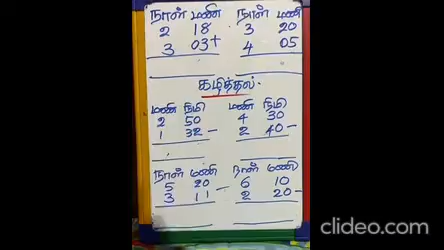 நாள் மணி நாள் மணி
2 18 3 20
3 03+ 4 05
கழித்தல்.
மணி நிமி மணி நிமி
2 50 4 30
1 32- 2 40-
நாள் மணி நாள் மணி
5 20 6 10
3 11- 2 20-
clideo.com